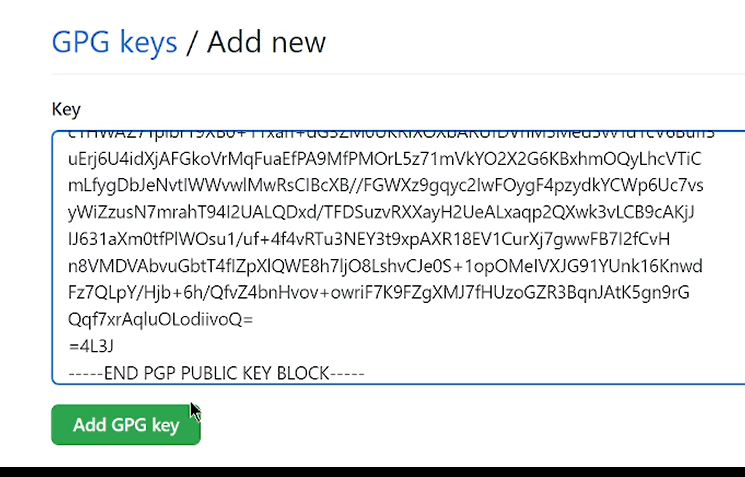 GPG keys / Add new
Key
uErj6U4idXjAFGkoVrMqFuaEfPA9MfPMOrL5z71mVkYO2X2G6KBxhmOQyLhcVTiC
mLfygDbJeNvtlWWvwlMwRsClBcXB//FGWXz9gqyc2lwFOygF4pzydkYCWp6Uc7vs
yWiZzusN7mrahT94I2UALQDxd/TFDSuzvRXXayH2UeALxaqp2QXwk3vLCB9cAKjJ
IJ631aXm0tfPlWOsu1/uf+4f4vRTu3NEY3t9xpAXR18EV1CurXj7gwwFB7I2fCvH
n8VMDVAbvuGbtT4flZpXlQWE8h7ljO8LshvCJe0S+1opOMeIVXJG91YUnk16Knwd
Fz7QLpY/Hjb+6h/QfvZ4bnHvov+owriF7K9FZgXMJ7fHUzoGZR3BqnJAtK5gn9rG
Qqf7xrAqluOLodiivoQ=
=4L3J
-----END PGP PUBLIC KEY BLOCK-----
Add GPG key